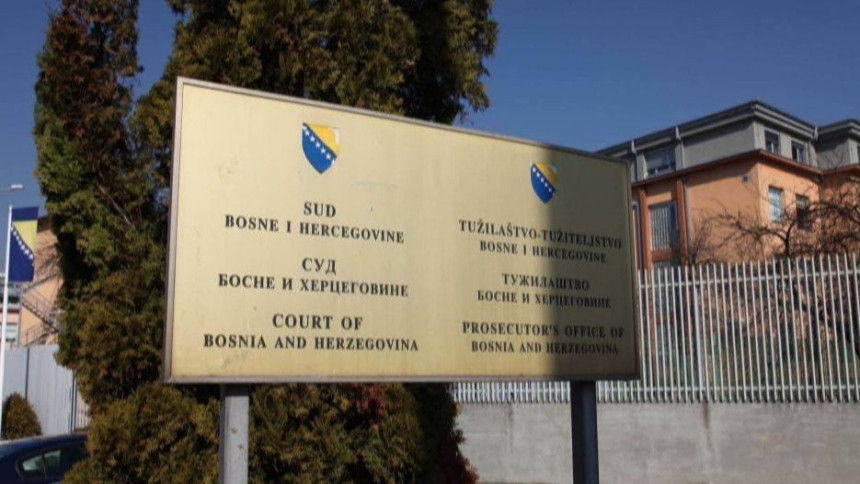 SUD
BOSNE I HERCEGOVINE
СУД
БОСНЕ И ХЕРЦЕГОВИНЕ
COURT OF
BOSNIA AND HERZEGOVINA
TUŽILAŠTVO-TUŽITELJSTVO
BOSNE I HERCEGOVINE
ТУЖИЛАШТВО
БОСНЕ И ХЕРЦЕГОВИНЕ
PROSECUTOR'S OFFICE OF
BOSNIA AND HERZEGOVINA